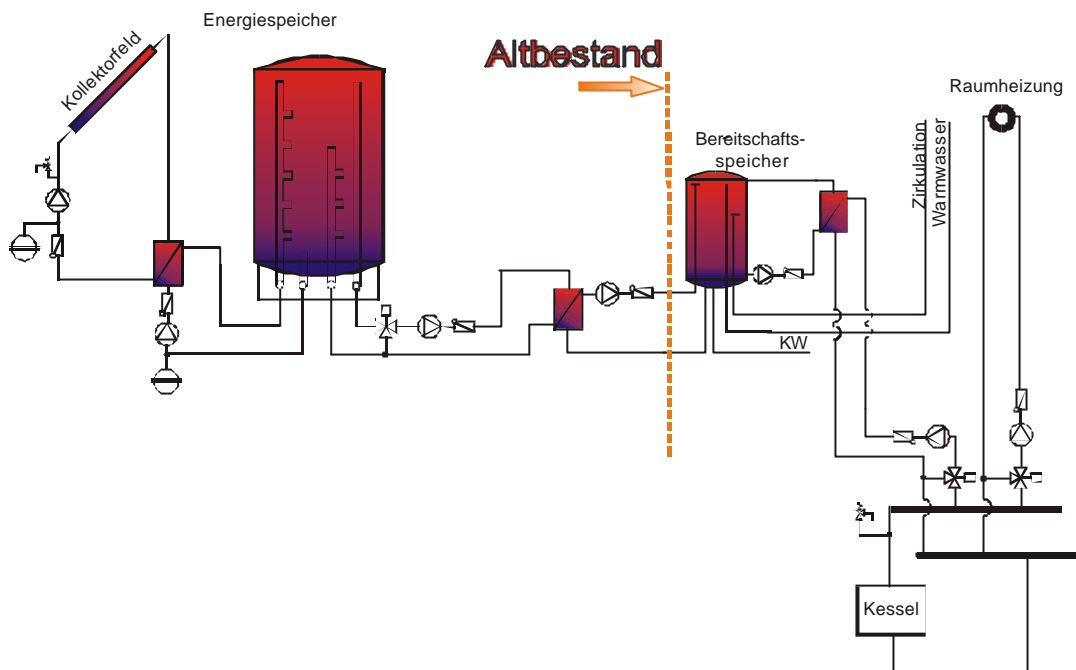 Energiespeicher
Kollektorfeld
Altbestand
Raumheizung
Bereitschafts-
speicher
Zirkulation
Warmwasser
KW
Kessel